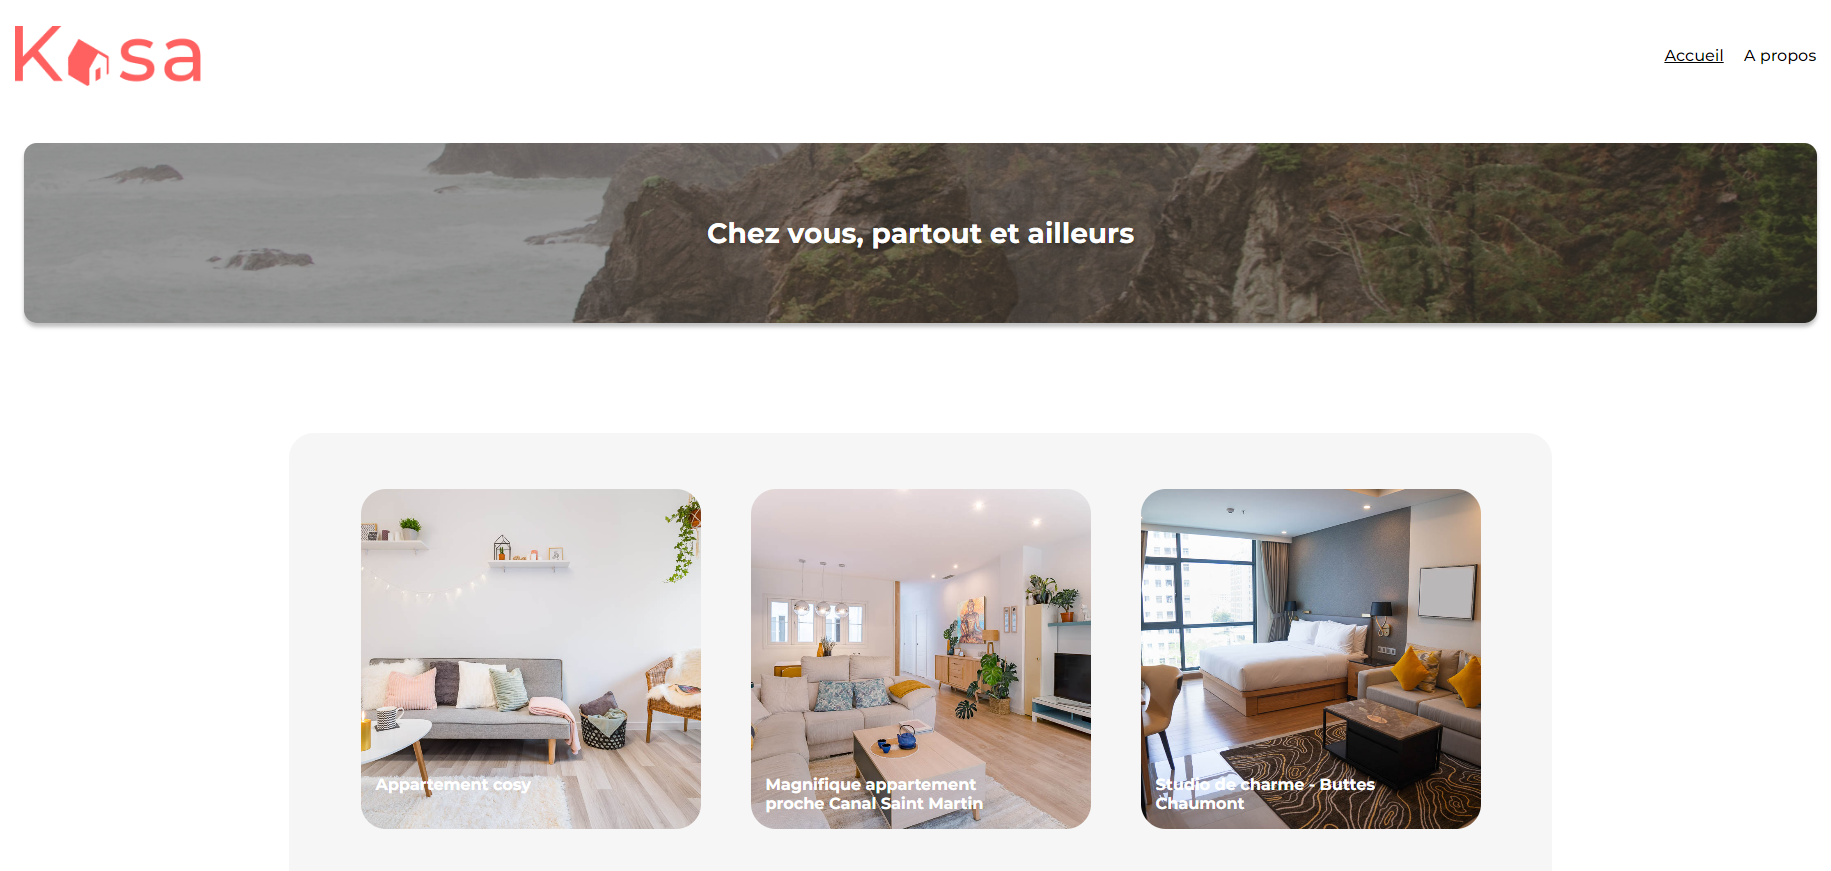 Kasa
Accueil
A propos
Chez vous, partout et ailleurs
Appartement cosy
Magnifique appartement
proche Canal Saint Martin
Studio de charme - Buttes
Chaumont